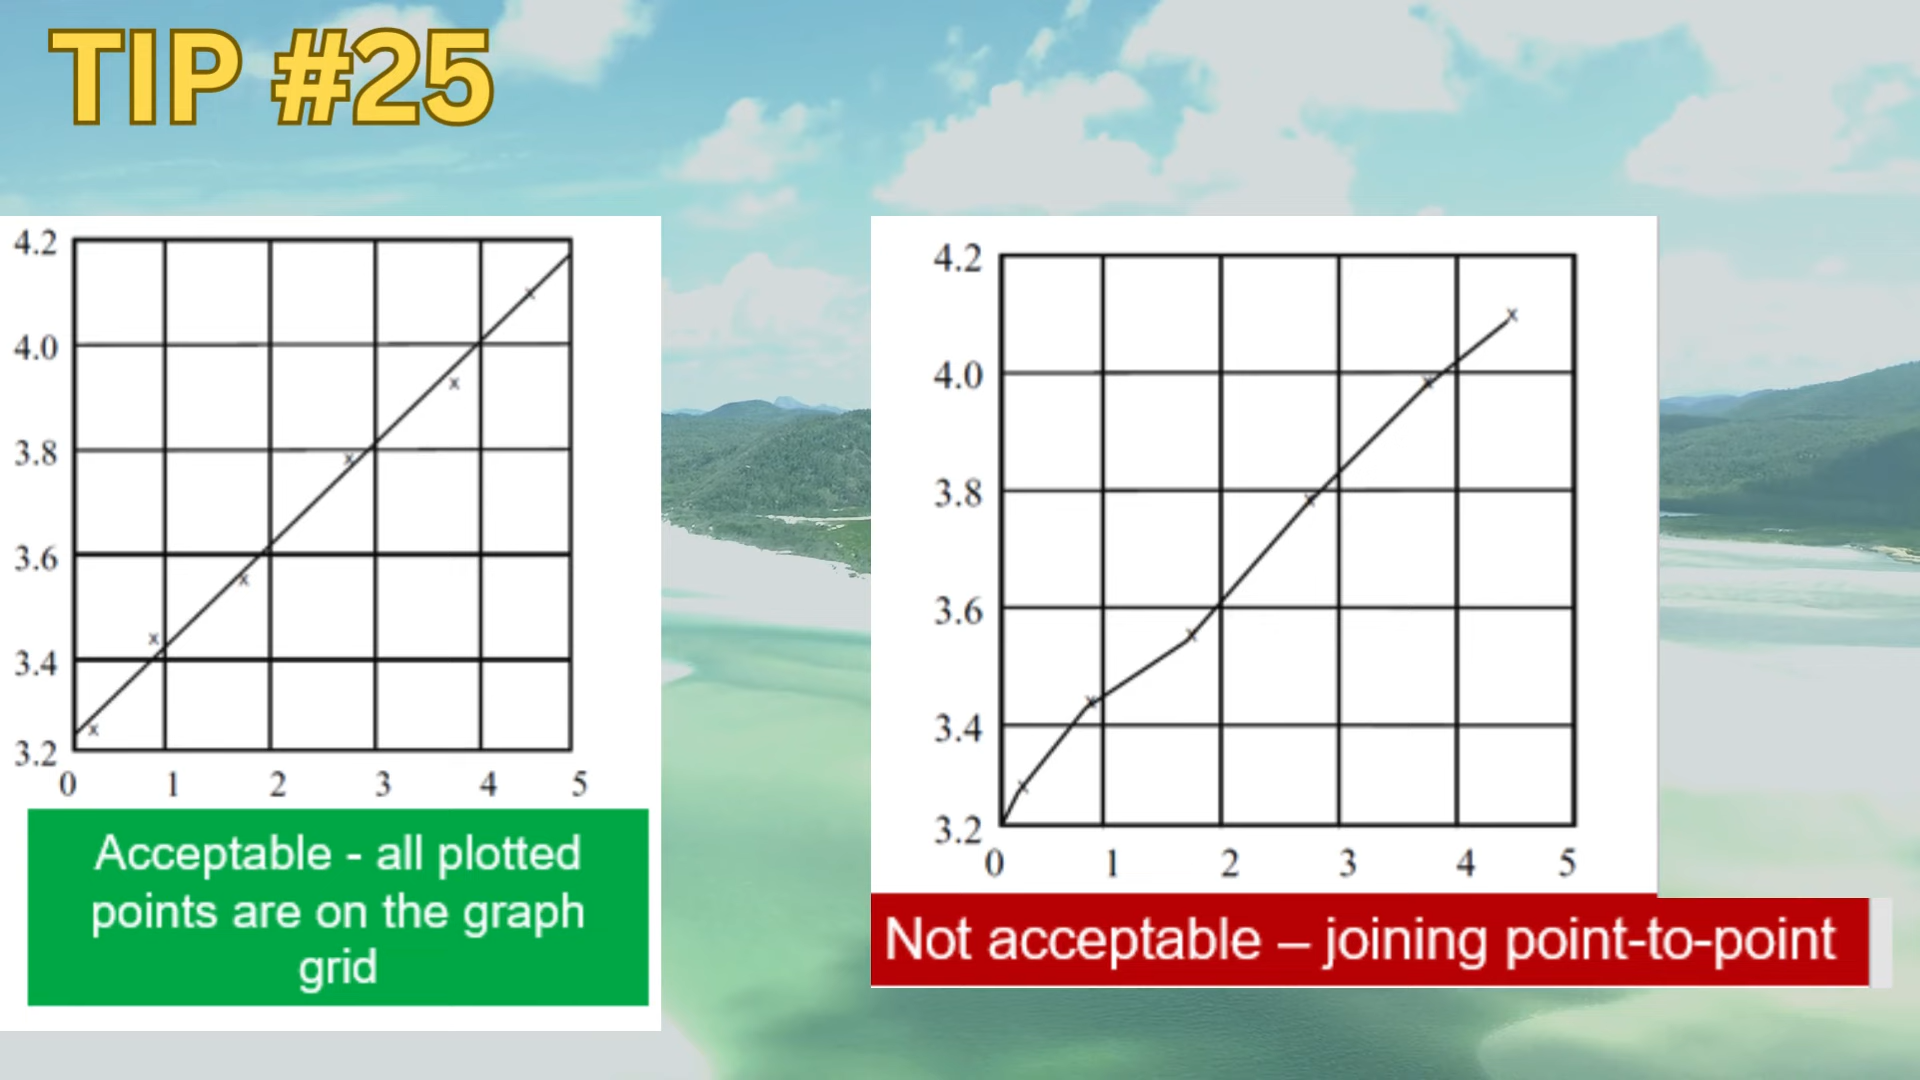 TIP #25
4.2
4.0
3.8
3.6
3.4
3.2
0 1 2 3 4 5
Acceptable - all plotted
points are on the graph
grid
4.2
4.0
3.8
3.6
3.4
3.2
0 1 2 3 4 5
Not acceptable – joining point-to-point